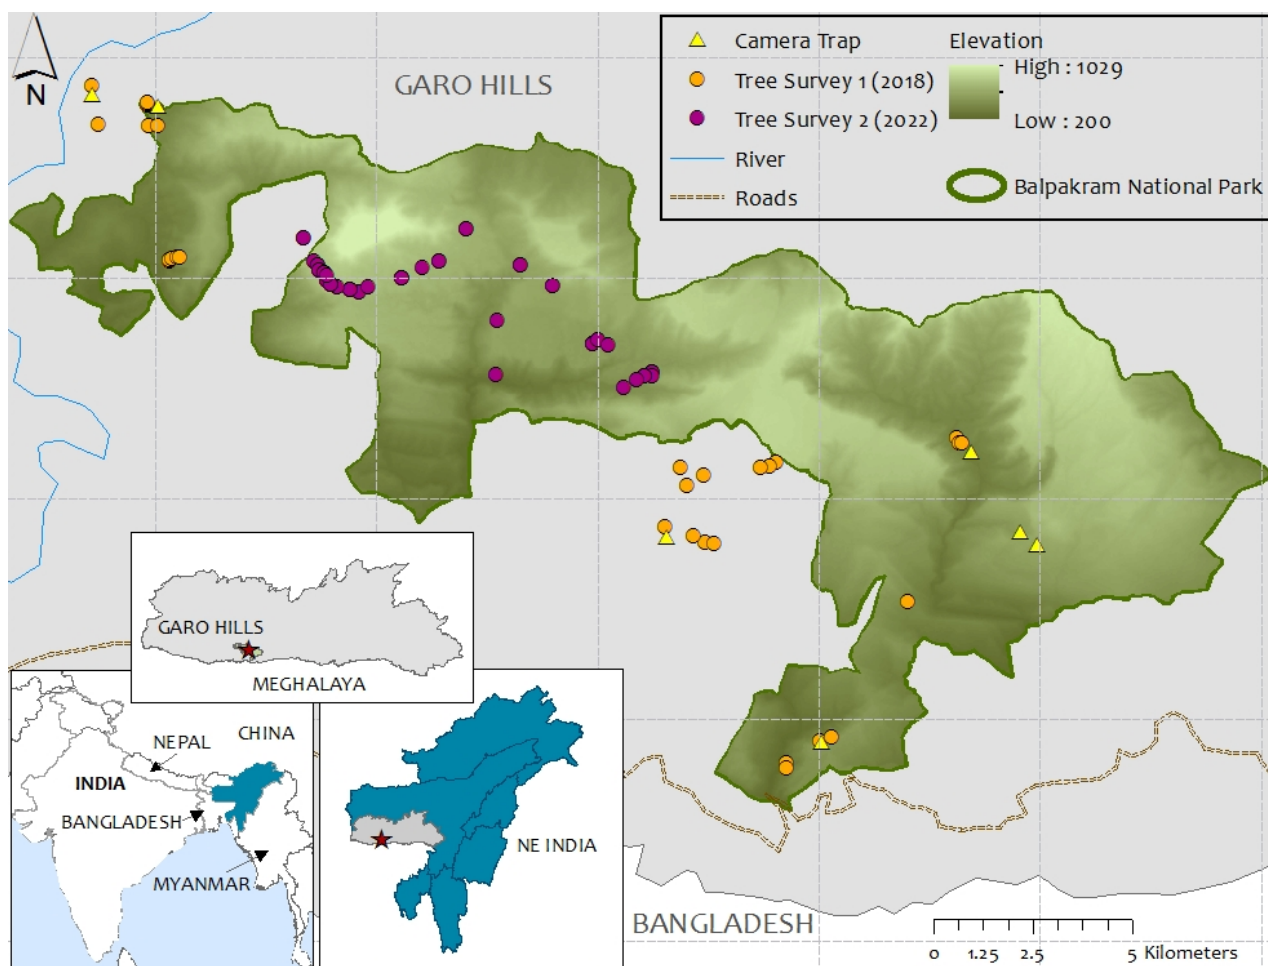 N
GARO HILLS
Camera Trap
Tree Survey 1 (2018)
Tree Survey 2 (2022)
River
Roads
Elevation
High : 1029
Low : 200
Balpakram National Park
GARO HILLS
MEGHALAYA
CHINA
NEPAL
INDIA
BANGLADESH
MYANMAR
NE INDIA
BANGLADESH
0 1.25 2.5 5 Kilometers